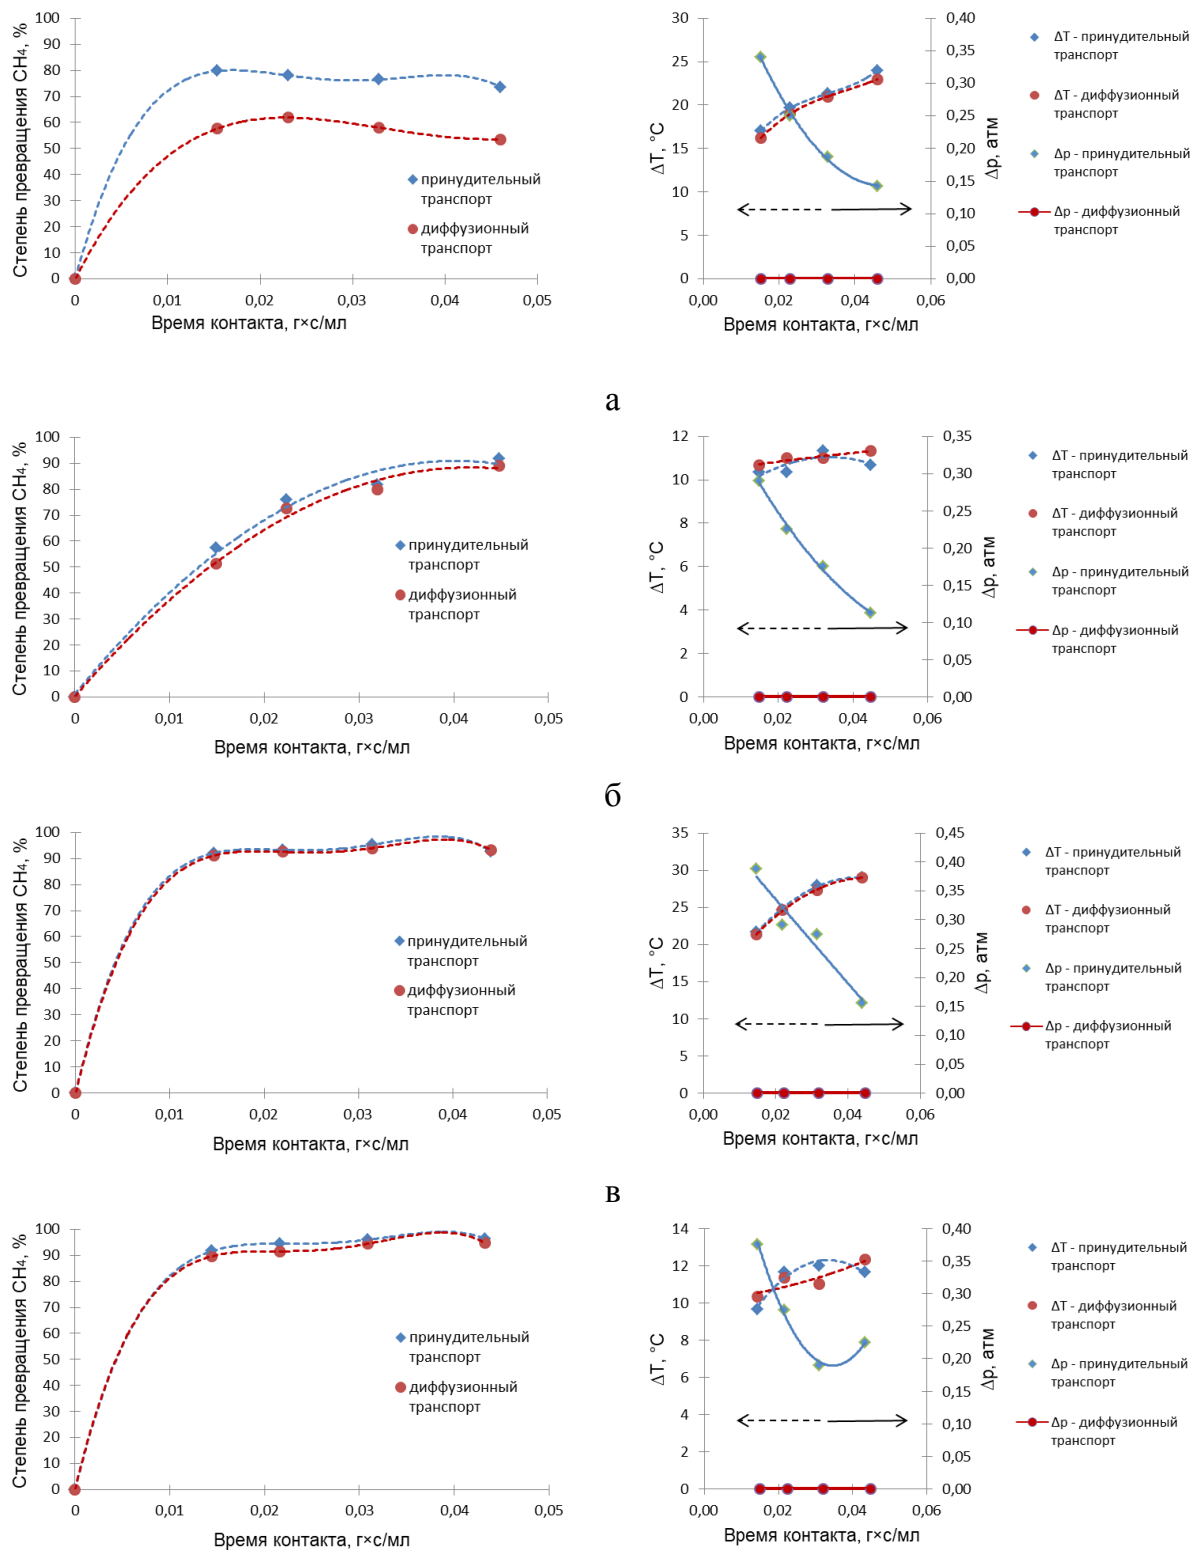 Степень превращения CH₄, %
100
90
80
70
60
50
40
30
20
10
0
0
0,01
0,02
0,03
0,04
0,05
Время контакта, г×с/мл
принудительный
транспорт
диффузионный
транспорт
ΔT, °C
30
25
20
15
10
5
0
0,00
0,02
0,04
0,06
Время контакта, г×с/мл
0,40
0,35
0,30
0,25
0,20
0,15
0,10
0,05
0,00
Δp, атм
ΔT - принудительный
транспорт
ΔT - диффузионный
транспорт
Δp - принудительный
транспорт
Δp - диффузионный
транспорт
а
Степень превращения CH₄, %
100
90
80
70
60
50
40
30
20
10
0
0
0,01
0,02
0,03
0,04
0,05
Время контакта, г×с/мл
принудительный
транспорт
диффузионный
транспорт
ΔT, °C
12
10
8
6
4
2
0
0,00
0,02
0,04
0,06
Время контакта, г×с/мл
0,35
0,30
0,25
0,20
0,15
0,10
0,05
0,00
Δp, атм
ΔT - принудительный
транспорт
ΔT - диффузионный
транспорт
Δp - принудительный
транспорт
Δp - диффузионный
транспорт
б
Степень превращения CH₄, %
100
90
80
70
60
50
40
30
20
10
0
0
0,01
0,02
0,03
0,04
0,05
Время контакта, г×с/мл
принудительный
транспорт
диффузионный
транспорт
ΔT, °C
35
30
25
20
15
10
5
0
0,00
0,02
0,04
0,06
Время контакта, г×с/мл
0,45
0,40
0,35
0,30
0,25
0,20
0,15
0,10
0,05
0,00
Δp, атм
ΔT - принудительный
транспорт
ΔT - диффузионный
транспорт
Δp - принудительный
транспорт
Δp - диффузионный
транспорт
в
Степень превращения CH₄, %
100
90
80
70
60
50
40
30
20
10
0
0
0,01
0,02
0,03
0,04
0,05
Время контакта, г×с/мл
принудительный
транспорт
диффузионный
транспорт
ΔT, °C
14
12
10
8
6
4
2
0
0,00
0,02
0,04
0,06
Время контакта, г×с/мл
0,40
0,35
0,30
0,25
0,20
0,15
0,10
0,05
0,00
Δp, атм
ΔT - принудительный
транспорт
ΔT - диффузионный
транспорт
Δp - принудительный
транспорт
Δp - диффузионный
транспорт